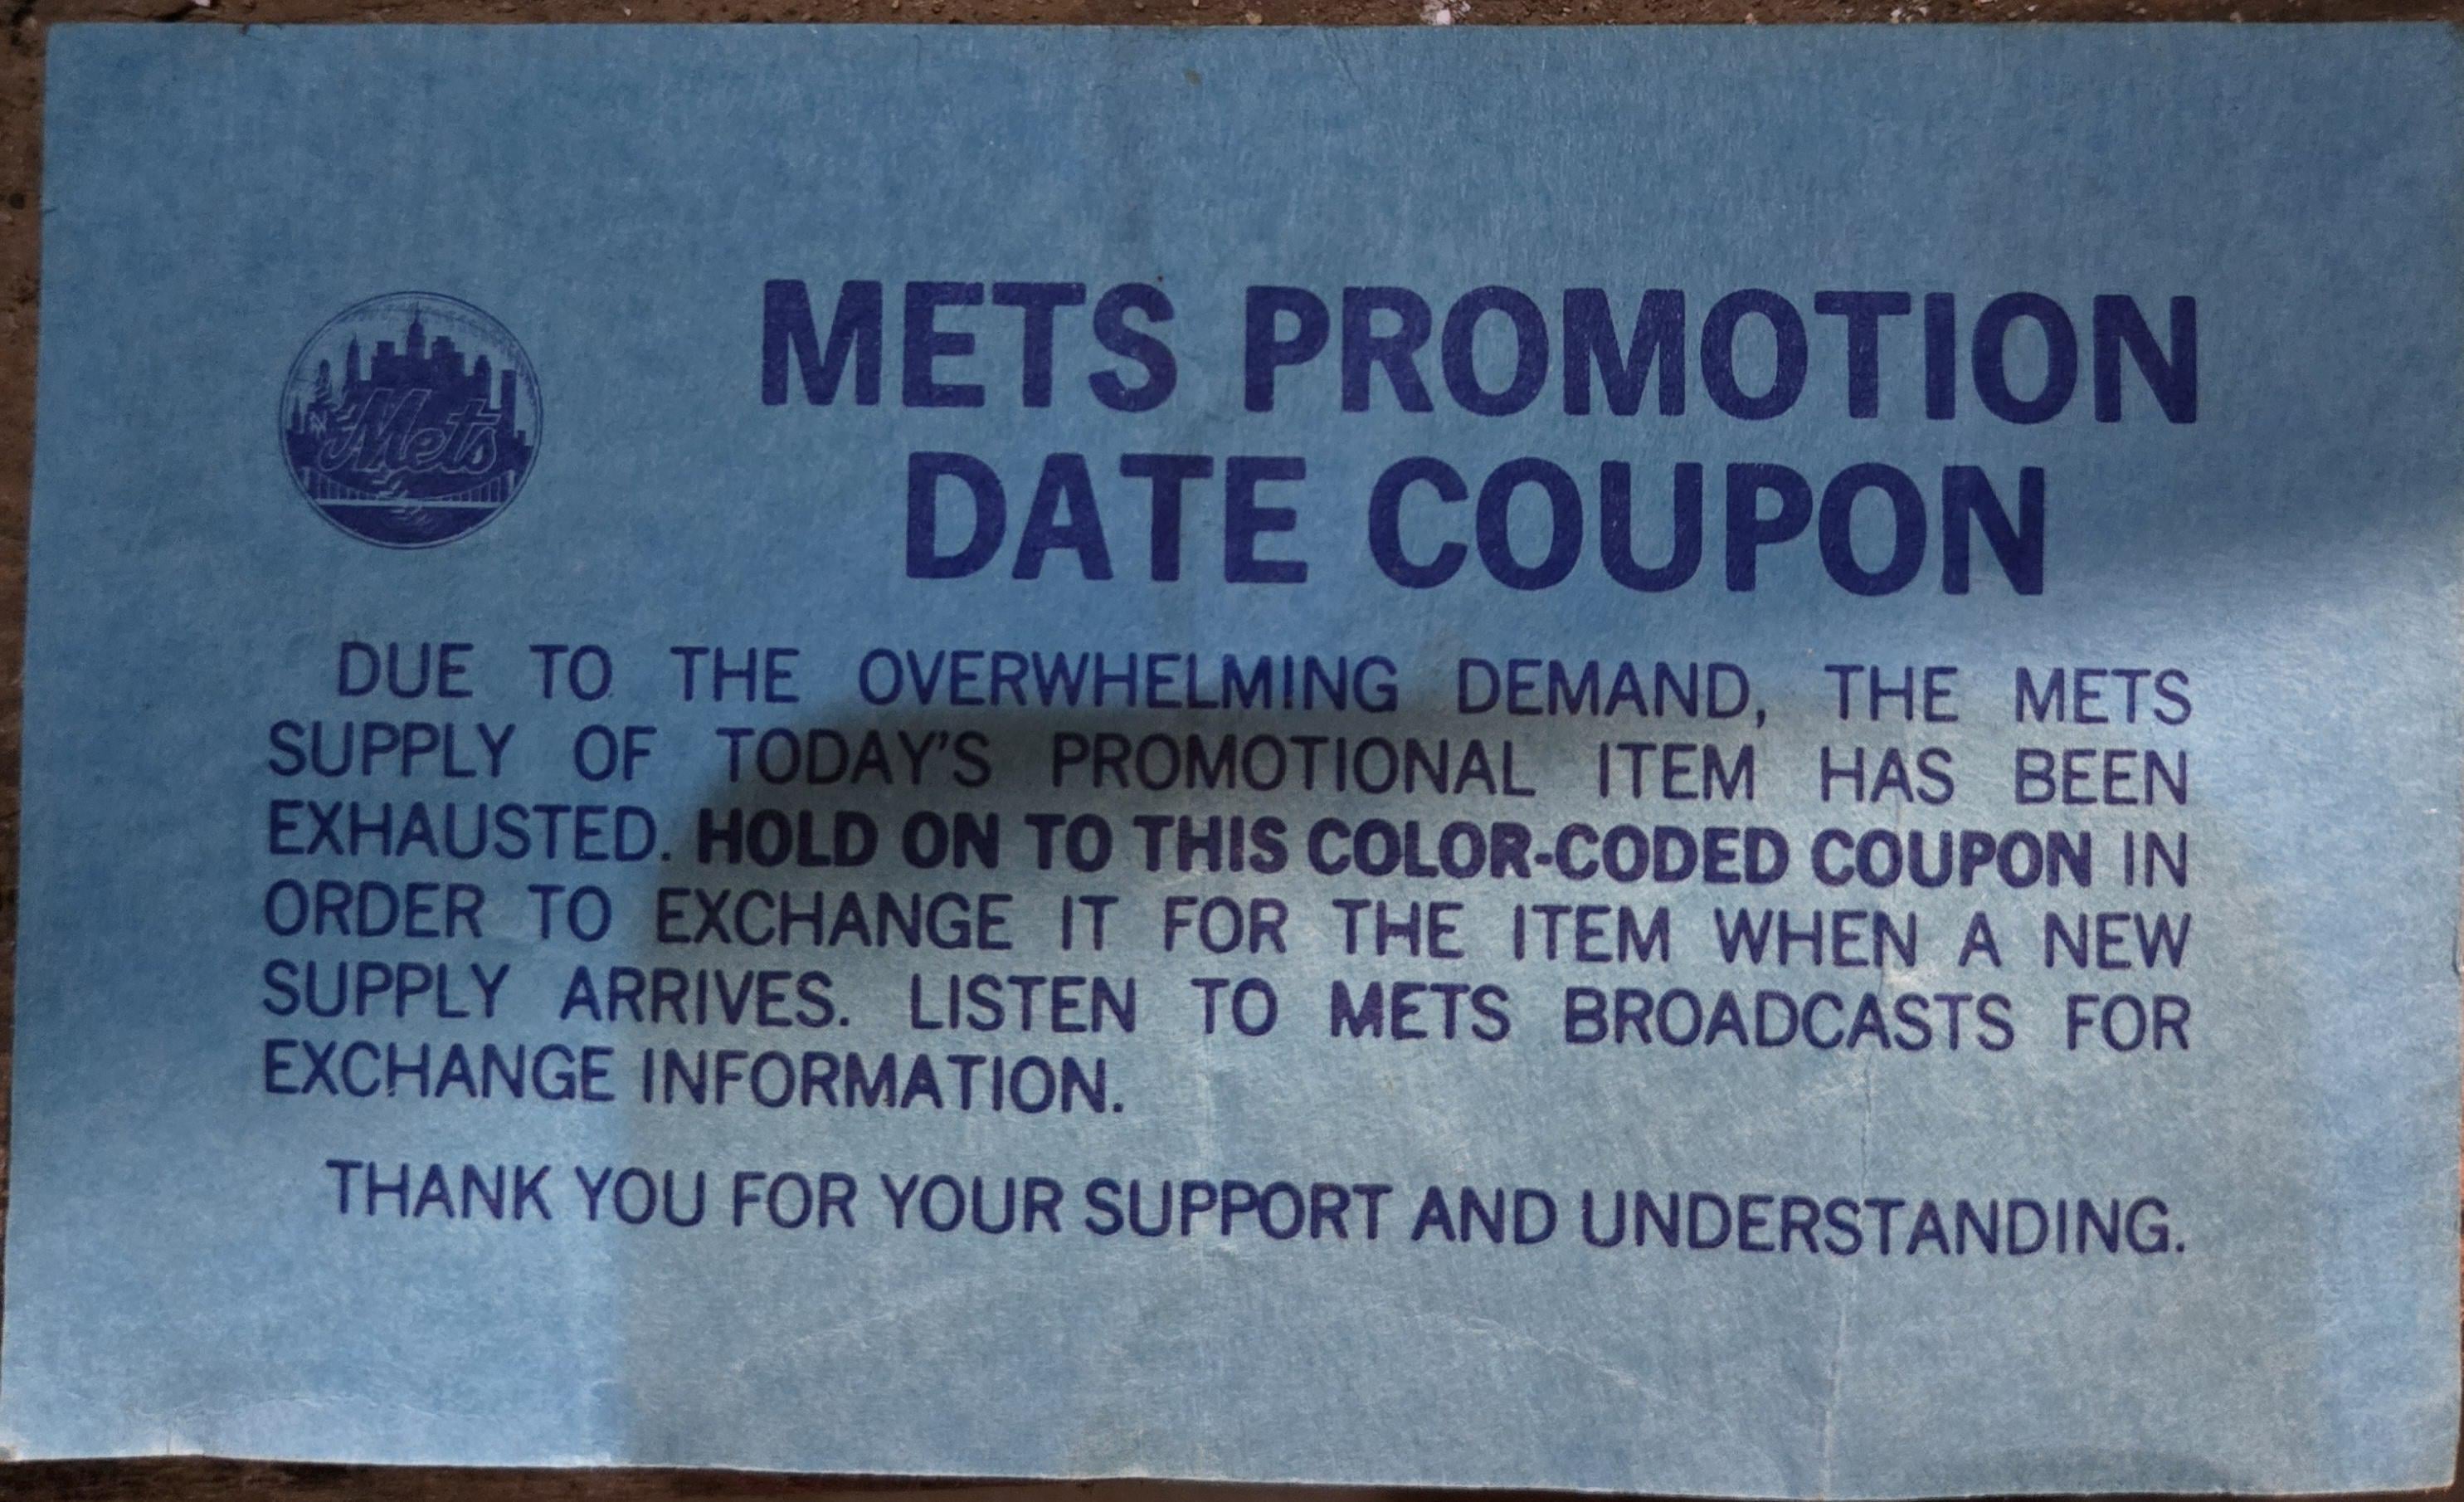 METS PROMOTION
DATE COUPON
NY
Mets
DUE TO THE OVERWHELMING DEMAND, THE METS
SUPPLY OF TODAY'S PROMOTIONAL ITEM HAS BEEN
EXHAUSTED. HOLD ON TO THIS COLOR-CODED COUPON IN
ORDER TO EXCHANGE IT FOR THE ITEM WHEN A NEW
SUPPLY ARRIVES. LISTEN TO METS BROADCASTS FOR
EXCHANGE INFORMATION.
THANK YOU FOR YOUR SUPPORT AND UNDERSTANDING.